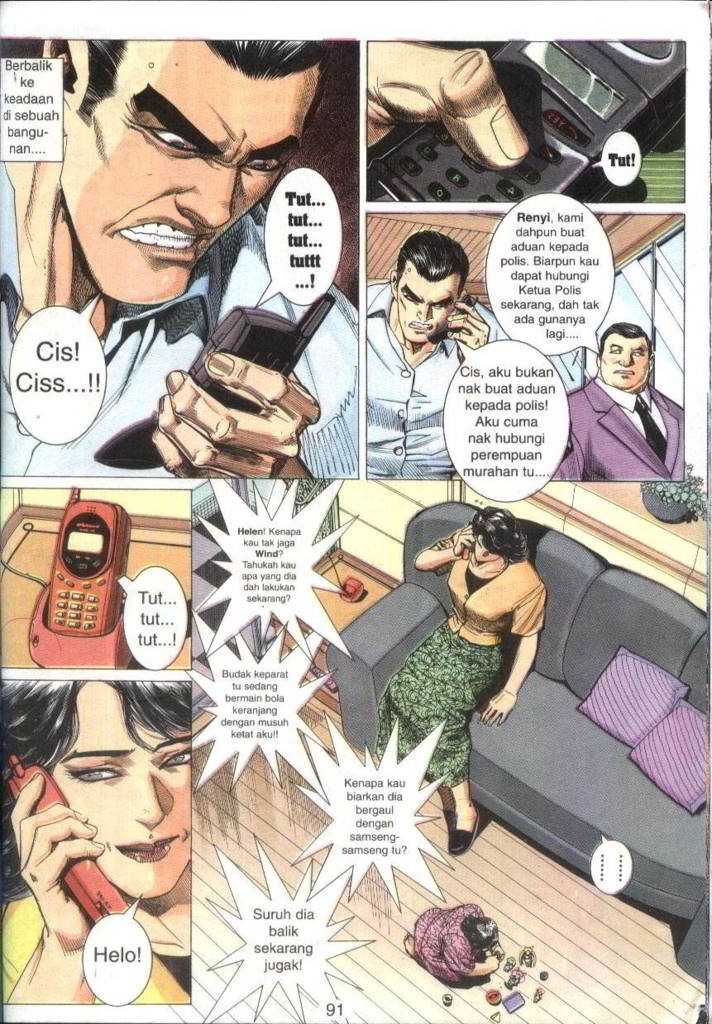 Berbalik
ke
keadaan
di sebuah
bangu-
nan....
Tut...
tut...
tut...
tuttt
...!
Cis!
Ciss...!!
Tut!
Renyi, kami
dahpun buat
aduan kepada
polis. Biarpun kau
dapat hubungi
Ketua Polis
sekarang, dah tak
ada gunanya
lagi....
Cis, aku bukan
nak buat aduan
kepada polis!
Aku cuma
nak hubungi
perempuan
murahan tu....
Tut...
tut...
tut...!
Helen! Kenapa
kau tak jaga
Wind?
Tahukah kau
apa yang dia
dah lakukan
sekarang?
Budak keparat
tu sedang
bermain bola
keranjang
dengan musuh
ketat aku!!
Kenapa kau
biarkan dia
bergaul
dengan
samseng-
samseng tu?
Helo!
Suruh dia
balik
sekarang
jugak!
91